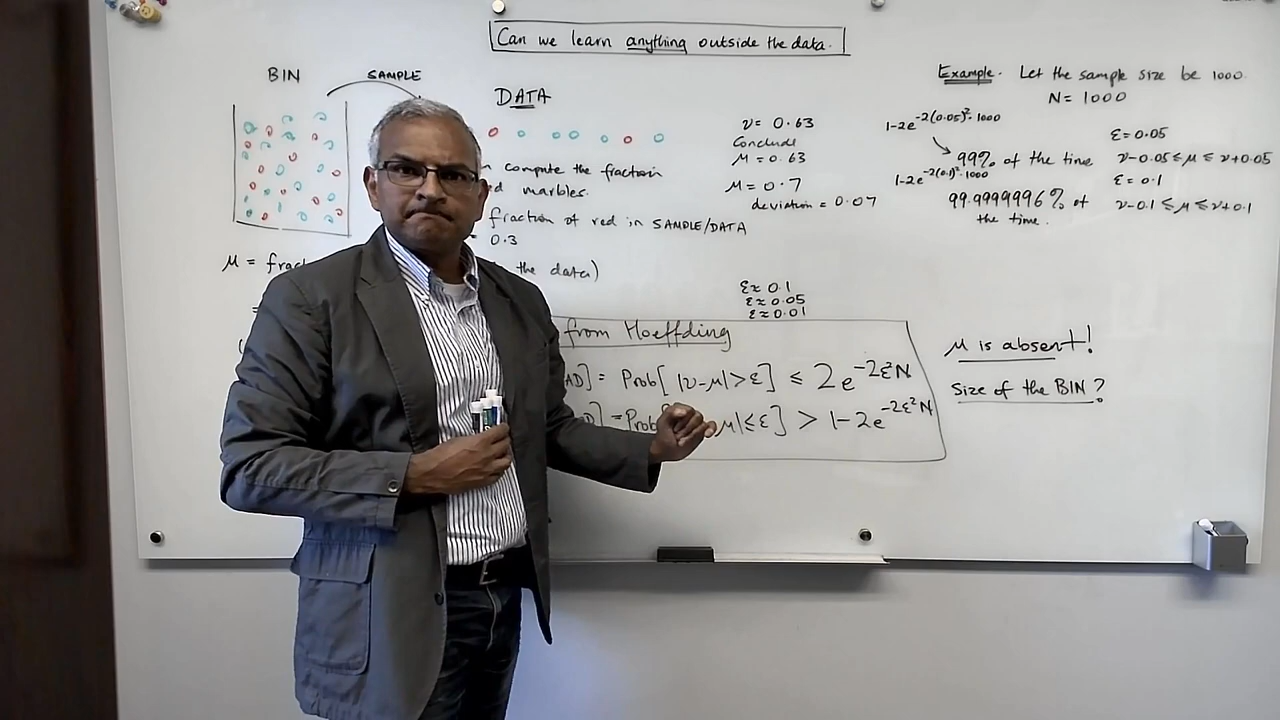 Can we learn anything outside the data.
BIN
SAMPLE
DATA
compute the fraction
marbles.
fraction of red in SAMPLE/DATA
0.3
μ = frac
the data)
ν = 0.63
Conclude
μ = 0.63
μ = 0.7
deviation = 0.07
ε ≈ 0.1
ε ≈ 0.05
ε ≈ 0.01
from Hoeffding
AD] = Prob[ |ν-μ| > ε ] ≤ 2e^{-2ε²N}
] = Prob[ μ| ≤ ε ] > 1-2e^{-2ε²N}
Example. Let the sample size be 1000.
N = 1000
1-2e^{-2(0.05)²·1000}
99% of the time
ε = 0.05
ν-0.05 ≤ μ ≤ ν+0.05
1-2e^{-2(0.1)²·1000}
99.9999996% of
the time.
ε = 0.1
ν-0.1 ≤ μ ≤ ν+0.1
μ is absent!
Size of the BIN?